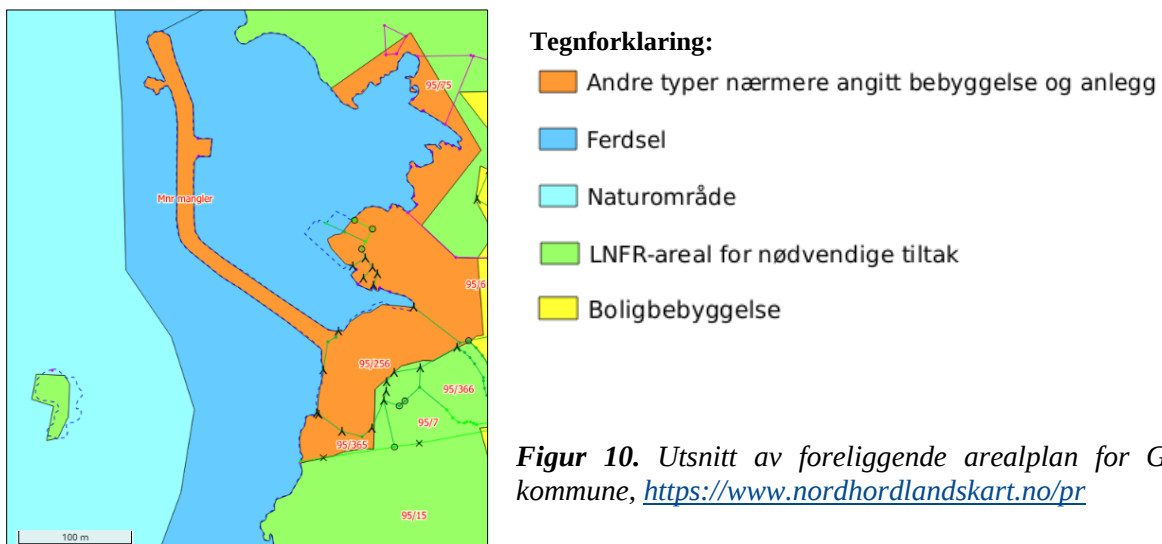 95/75
Mnr mangler
95/6
95/256
95/366
95/7
95/365
95/15
100 m
Tegnforklaring:
Andre typer nærmere angitt bebyggelse og anlegg
Ferdsel
Naturområde
LNFR-areal for nødvendige tiltak
Boligbebyggelse
Figur 10. Utsnitt av foreliggende arealplan for G
kommune, https://www.nordhordlandskart.no/pr